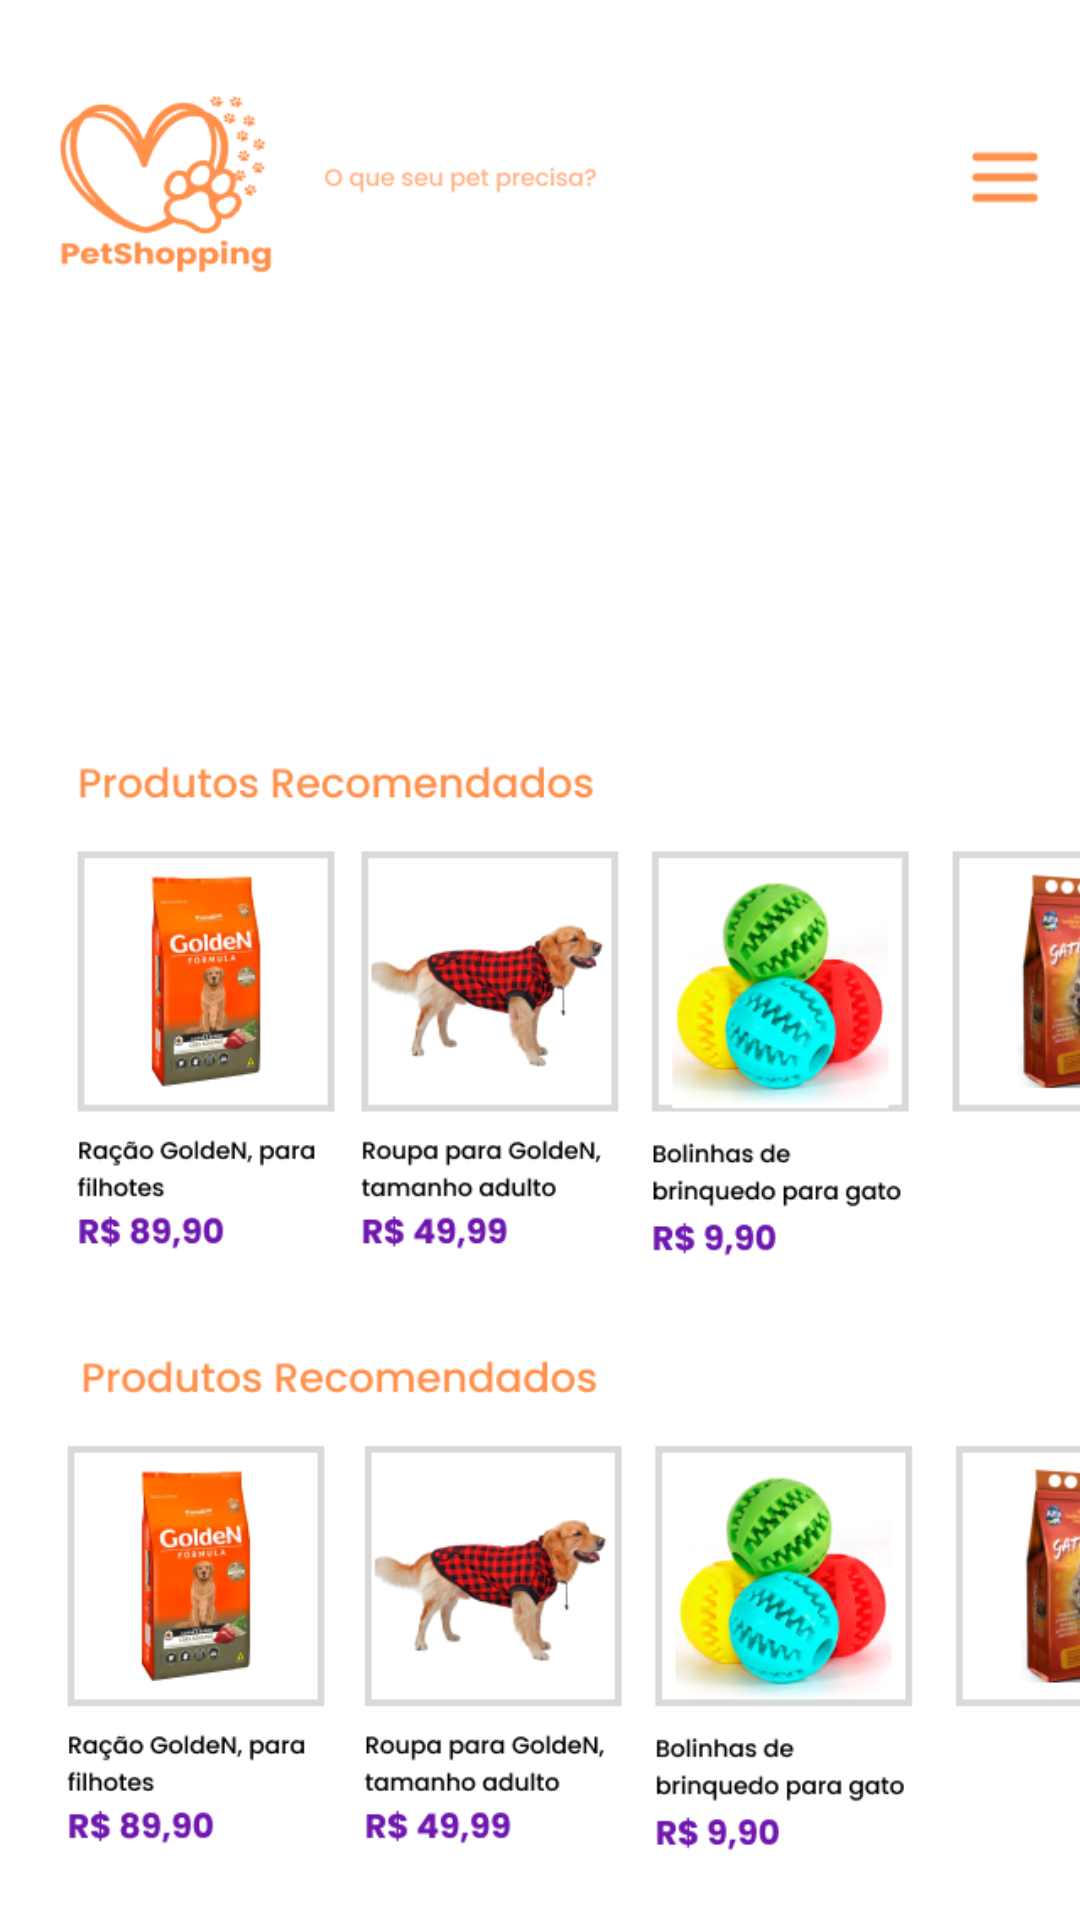 O que seu pet precisa?
PetShopping
Produtos Recomendados
GoldeN
FORMULA
Ração GoldeN, para
filhotes
R$ 89,90
Roupa para GoldeN,
tamanho adulto
R$ 49,99
Bolinhas de
brinquedo para gato
R$ 9,90
GAT
Produtos Recomendados
GoldeN
FORMULA
Ração GoldeN, para
filhotes
R$ 89,90
Roupa para GoldeN,
tamanho adulto
R$ 49,99
Bolinhas de
brinquedo para gato
R$ 9,90
GAT